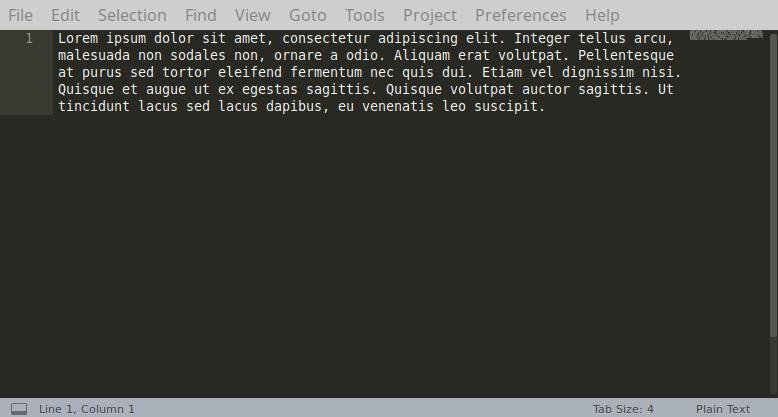 File Edit Selection Find View Goto Tools Project Preferences Help
1 Lorem ipsum dolor sit amet, consectetur adipiscing elit. Integer tellus arcu,
malesuada non sodales non, ornare a odio. Aliquam erat volutpat. Pellentesque
at purus sed tortor eleifend fermentum nec quis dui. Etiam vel dignissim nisi.
Quisque et augue ut ex egestas sagittis. Quisque volutpat auctor sagittis. Ut
tincidunt lacus sed lacus dapibus, eu venenatis leo suscipit.
Line 1, Column 1 Tab Size: 4 Plain Text